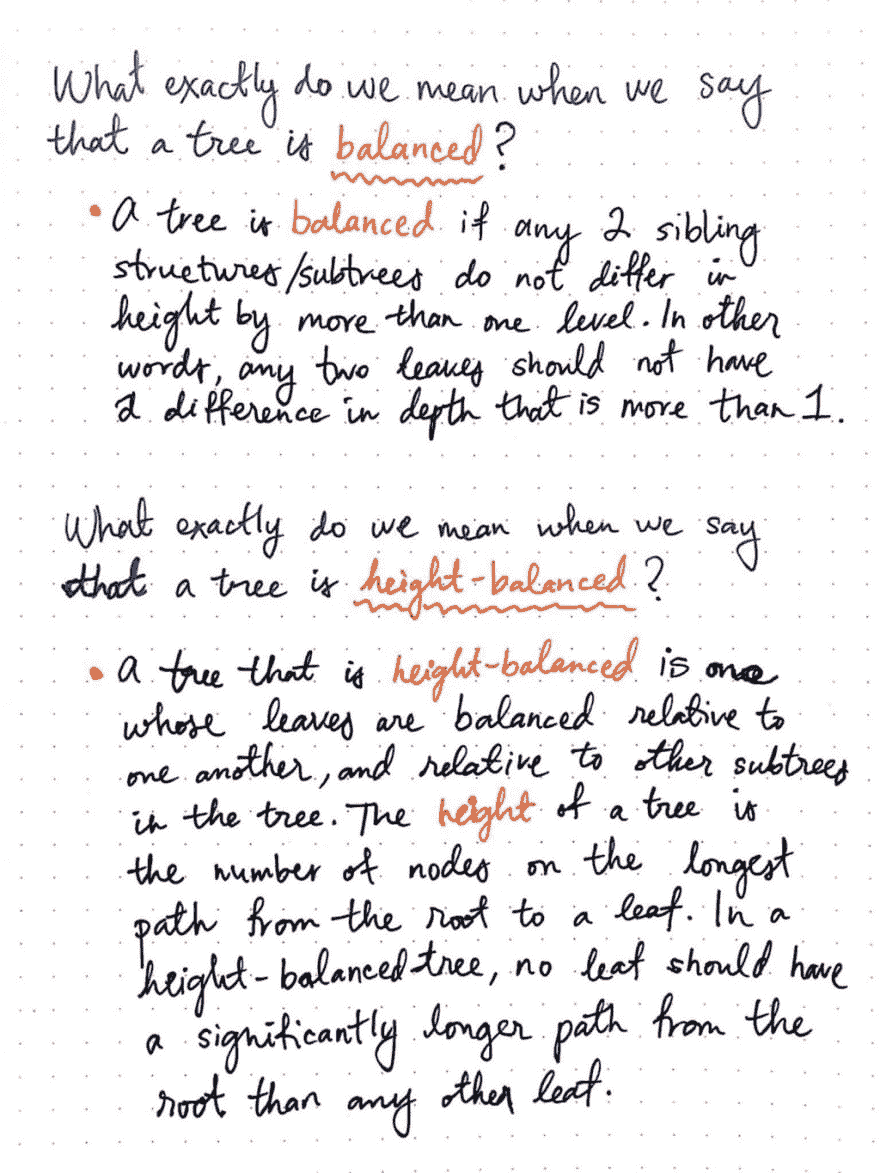 What exactly do we mean when we say
that a tree is balanced?
• a tree is balanced if any 2 sibling
structures/subtrees do not differ in
height by more than one level. In other
words, any two leaves should not have
a difference in depth that is more than 1.
What exactly do we mean when we say
that a tree is height-balanced?
• a tree that is height-balanced is one
whose leaves are balanced relative to
one another, and relative to other subtrees
in the tree. The height of a tree is
the number of nodes on the longest
path from the root to a leaf. In a
height-balanced tree, no leaf should have
a significantly longer path from the
root than any other leaf.